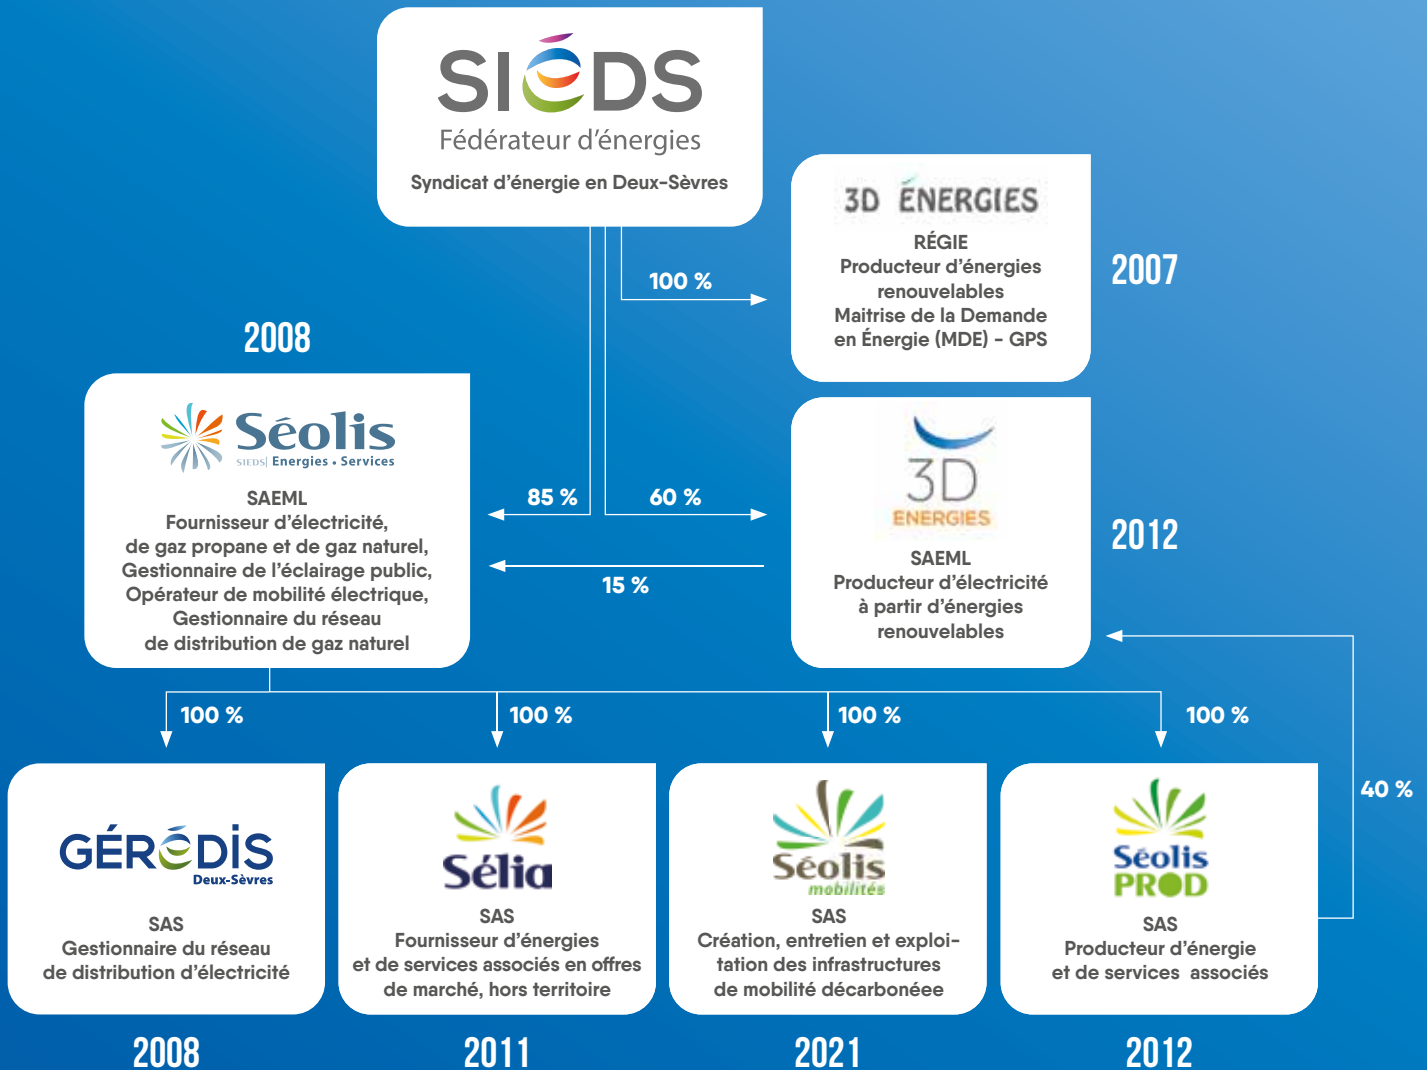 SIÉDS
Fédérateur d'énergies
Syndicat d'énergie en Deux-Sèvres
3D ÉNERGIES
RÉGIE
Producteur d'énergies
renouvelables
Maitrise de la Demande
en Énergie (MDE) - GPS
2007
100 %
2008
Séolis
SIEDS| Energies • Services
SAEML
Fournisseur d'électricité,
de gaz propane et de gaz naturel,
Gestionnaire de l'éclairage public,
Opérateur de mobilité électrique,
Gestionnaire du réseau
de distribution de gaz naturel
85 %
60 %
15 %
3D
ENERGIES
SAEML
Producteur d'électricité
à partir d'énergies
renouvelables
2012
100 %
100 %
100 %
100 %
40 %
GÉRÉDIS
Deux-Sèvres
SAS
Gestionnaire du réseau
de distribution d'électricité
2008
Sélia
SAS
Fournisseur d'énergies
et de services associés en offres
de marché, hors territoire
2011
Séolis
mobilités
SAS
Création, entretien et exploi-
tation des infrastructures
de mobilité décarbonéee
2021
Séolis
PROD
SAS
Producteur d'énergie
et de services associés
2012